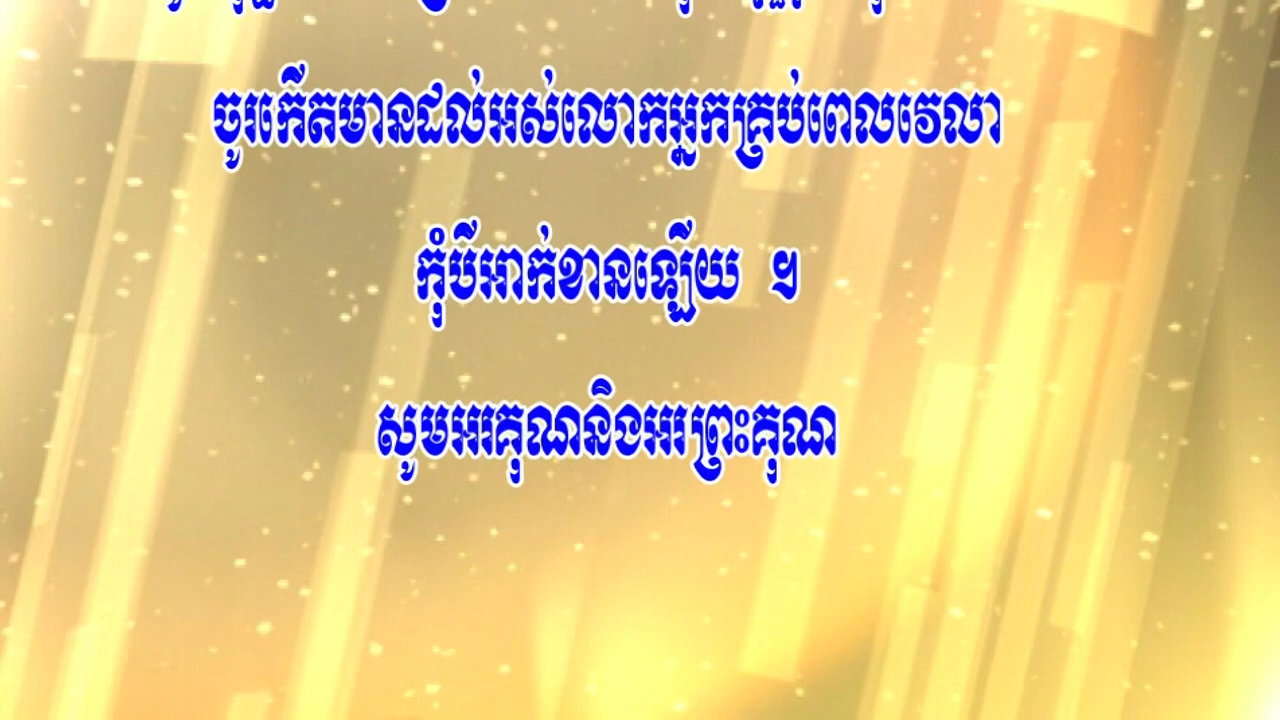 ចូរកើតមានដល់អស់លោកអ្នកគ្រប់ពេលវេលា
កុំបីអាក់ខានឡើយ ។
សូមអរគុណនិងអរព្រះគុណ